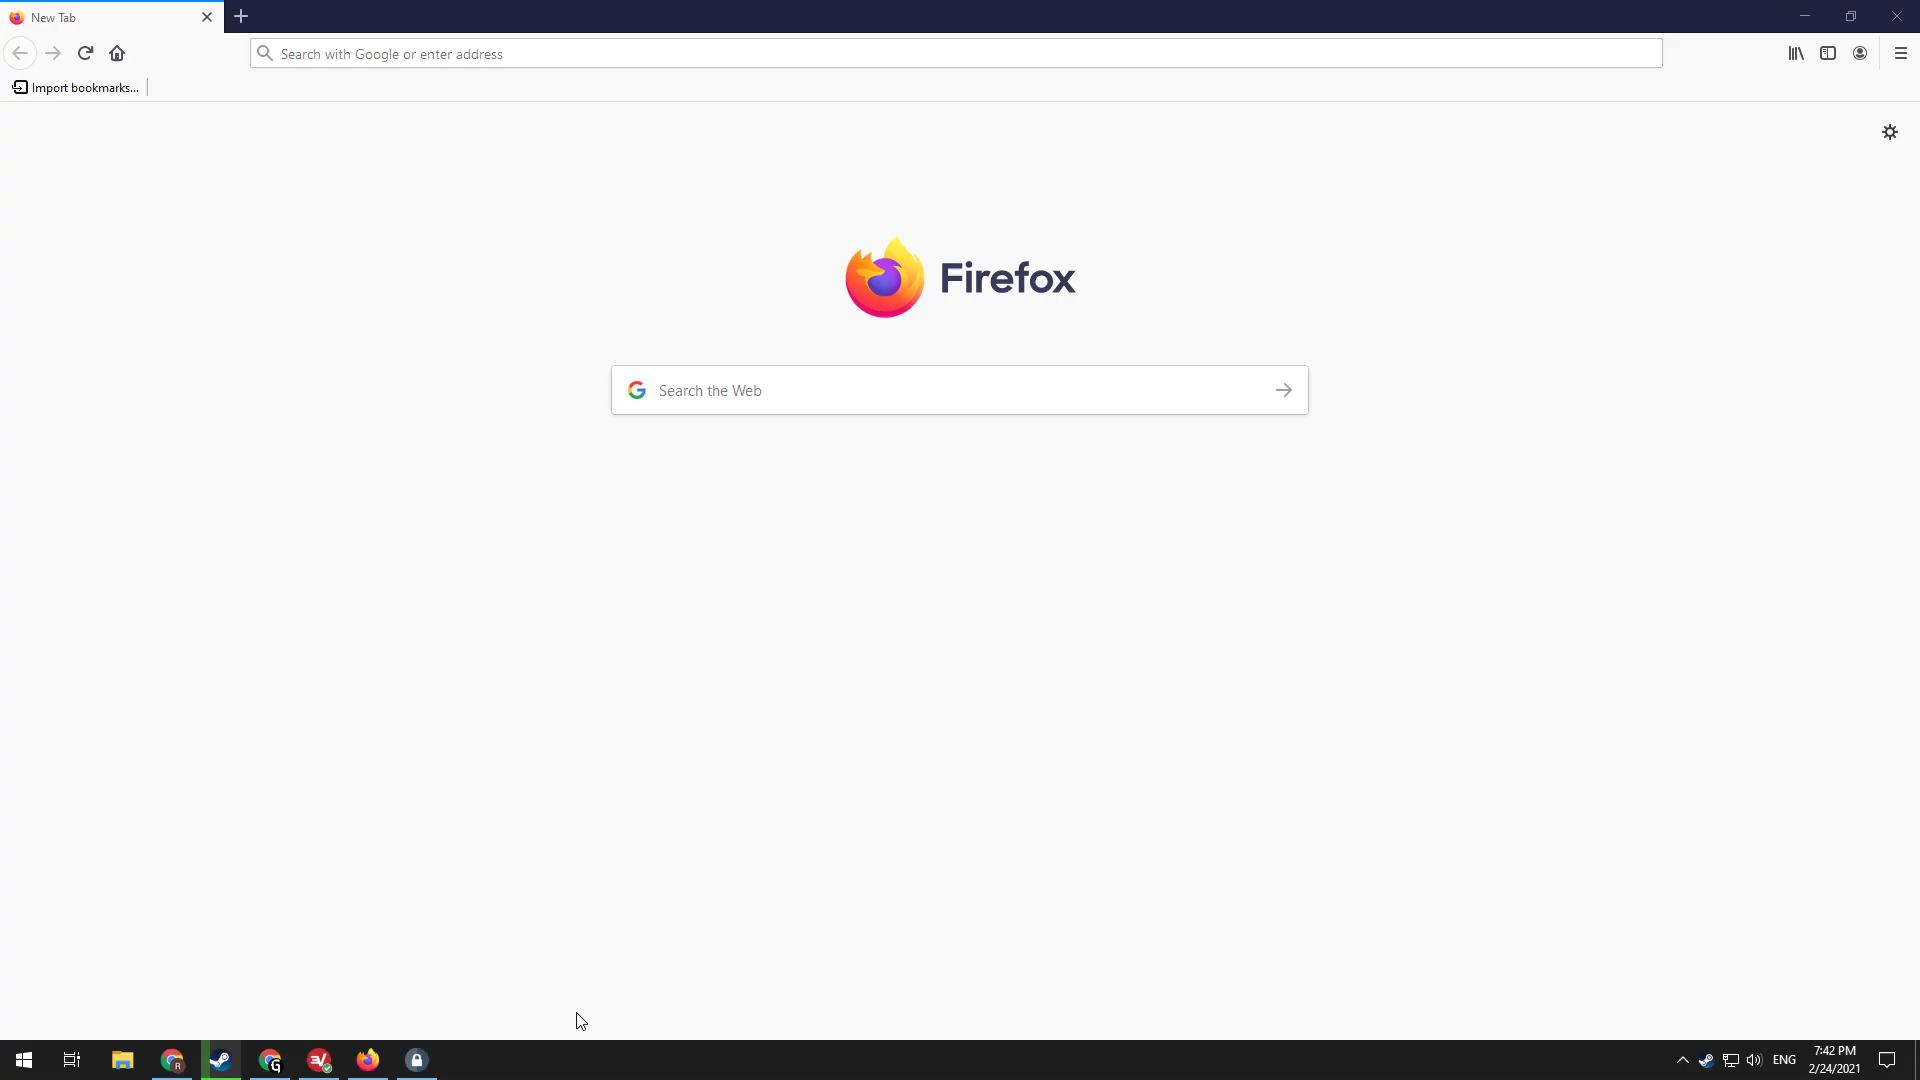 New Tab
Search with Google or enter address
Import bookmarks...
Firefox
Search the Web
ENG
7:42 PM
2/24/2021